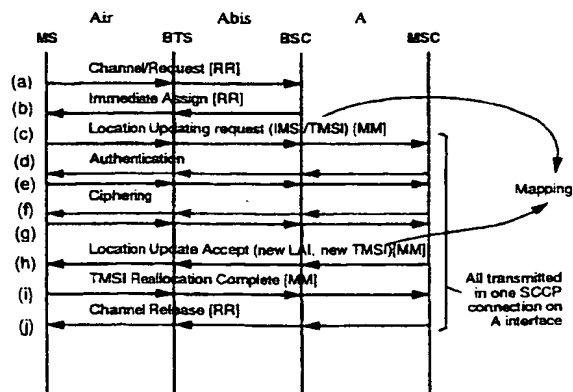 Air Abis A
MS BTS BSC MSC
(a) Channel/Request [RR]
(b) Immediate Assign [RR]
(c) Location Updating request (IMSI/TMSI) [MM]
(d) Authentication
(e)
Ciphering
(f)
(g)
Location Update Accept (new LAI, new TMSI)[MM]
(h)
TMSI Reallocation Complete [MM]
(i)
Channel Release [RR]
(j)
Mapping
All transmitted
in one SCCP
connection on
A interface